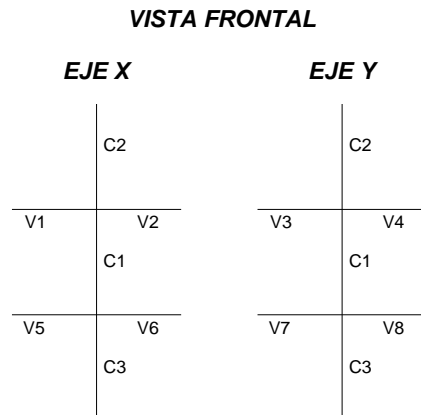 VISTA FRONTAL
EJE X EJE Y
C2 C2
V1 V2 V3 V4
C1 C1
V5 V6 V7 V8
C3 C3